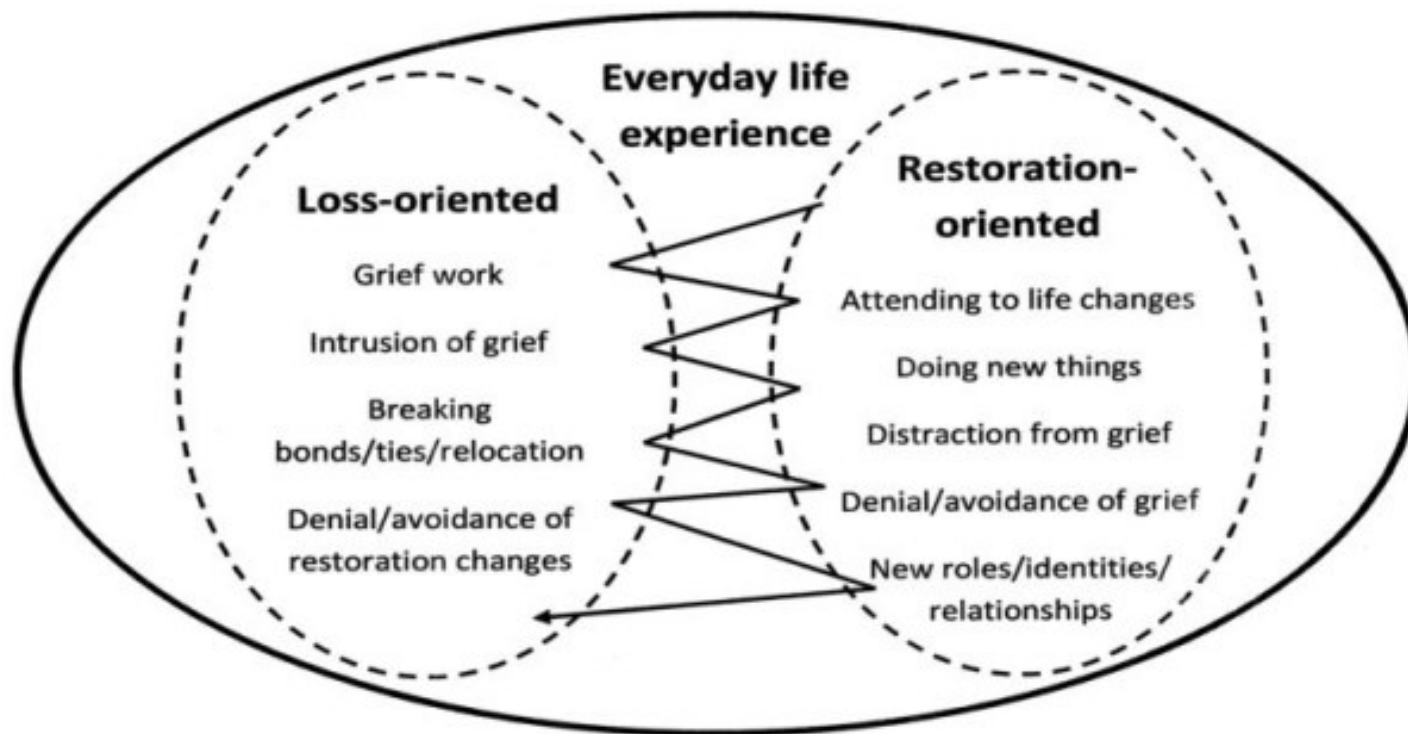 Everyday life
experience
Loss-oriented
Grief work
Intrusion of grief
Breaking
bonds/ties/relocation
Denial/avoidance of
restoration changes
Restoration-
oriented
Attending to life changes
Doing new things
Distraction from grief
Denial/avoidance of grief
New roles/identities/
relationships